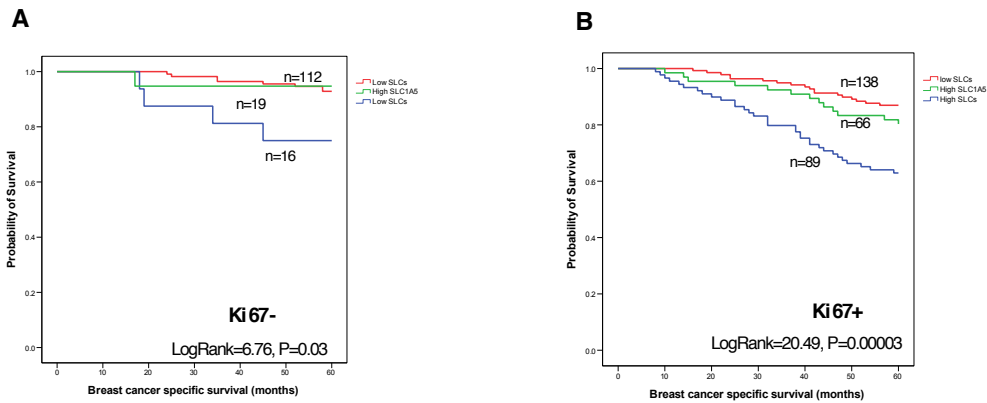 A
Probability of Survival
1.0
0.8
0.6
0.4
0.2
0.0
n=112
n=19
n=16
Low SLCs
High SLC1A5
Low SLCs
Ki67-
LogRank=6.76, P=0.03
0 10 20 30 40 50 60
Breast cancer specific survival (months)
B
Probability of Survival
1.0
0.8
0.6
0.4
0.2
0.0
n=138
n=66
n=89
low SLCs
High SLC1A5
High SLCs
Ki67+
LogRank=20.49, P=0.00003
0 10 20 30 40 50 60
Breast cancer specific survival (months)